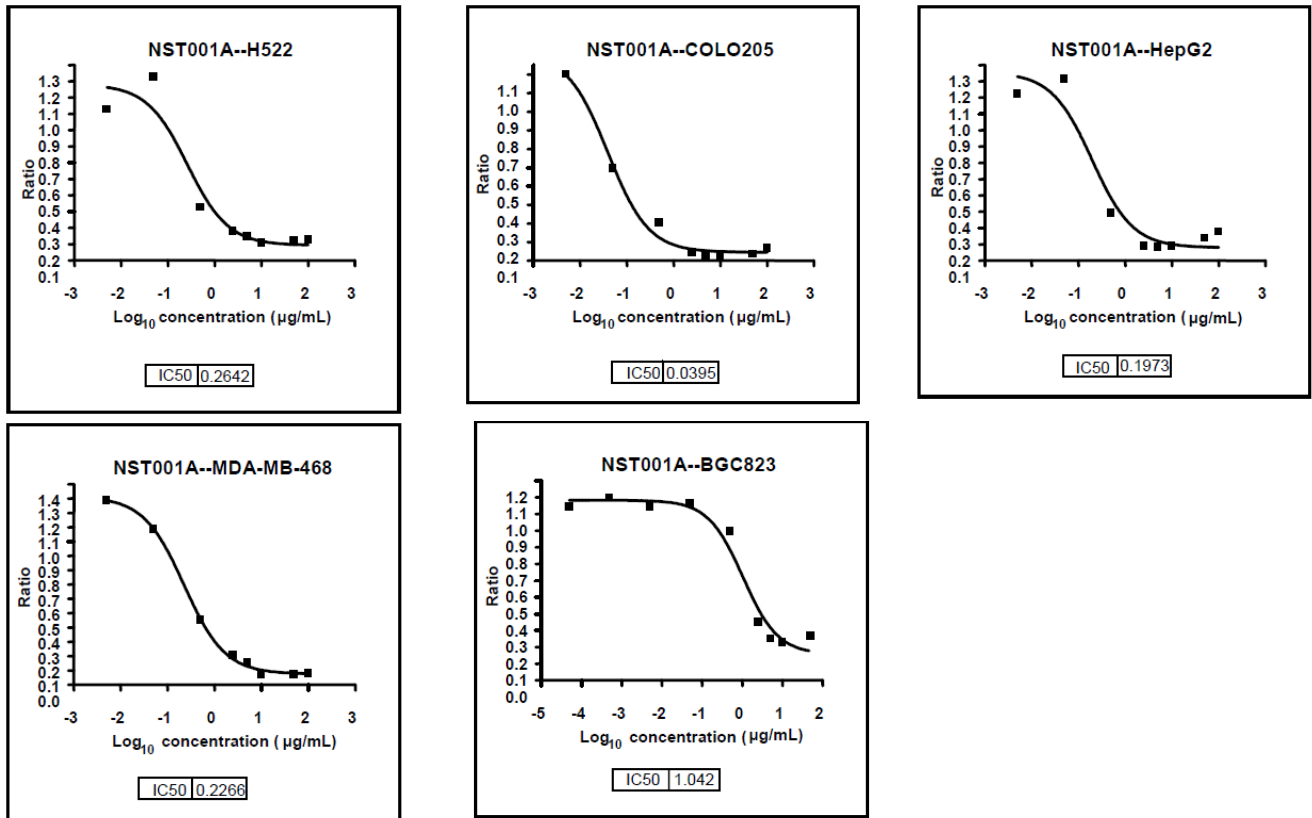 NST001A--H522
1.3
1.2
1.1
1.0
0.9
0.8
0.7
0.6
0.5
0.4
0.3
0.2
0.1
Ratio
-3 -2 -1 0 1 2 3
Log10 concentration (µg/mL)
IC50 0.2642
NST001A--COLO205
1.1
1.0
0.9
0.8
0.7
0.6
0.5
0.4
0.3
0.2
0.1
Ratio
-3 -2 -1 0 1 2 3
Log10 concentration (µg/mL)
IC50 0.0395
NST001A--HepG2
1.3
1.2
1.1
1.0
0.9
0.8
0.7
0.6
0.5
0.4
0.3
0.2
0.1
Ratio
-3 -2 -1 0 1 2 3
Log10 concentration (µg/mL)
IC50 0.1973
NST001A--MDA-MB-468
1.4
1.3
1.2
1.1
1.0
0.9
0.8
0.7
0.6
0.5
0.4
0.3
0.2
0.1
0.0
Ratio
-3 -2 -1 0 1 2 3
Log10 concentration (µg/mL)
IC50 0.2266
NST001A--BGC823
1.2
1.1
1.0
0.9
0.8
0.7
0.6
0.5
0.4
0.3
0.2
0.1
0.0
Ratio
-5 -4 -3 -2 -1 0 1 2
Log10 concentration (µg/mL)
IC50 1.042